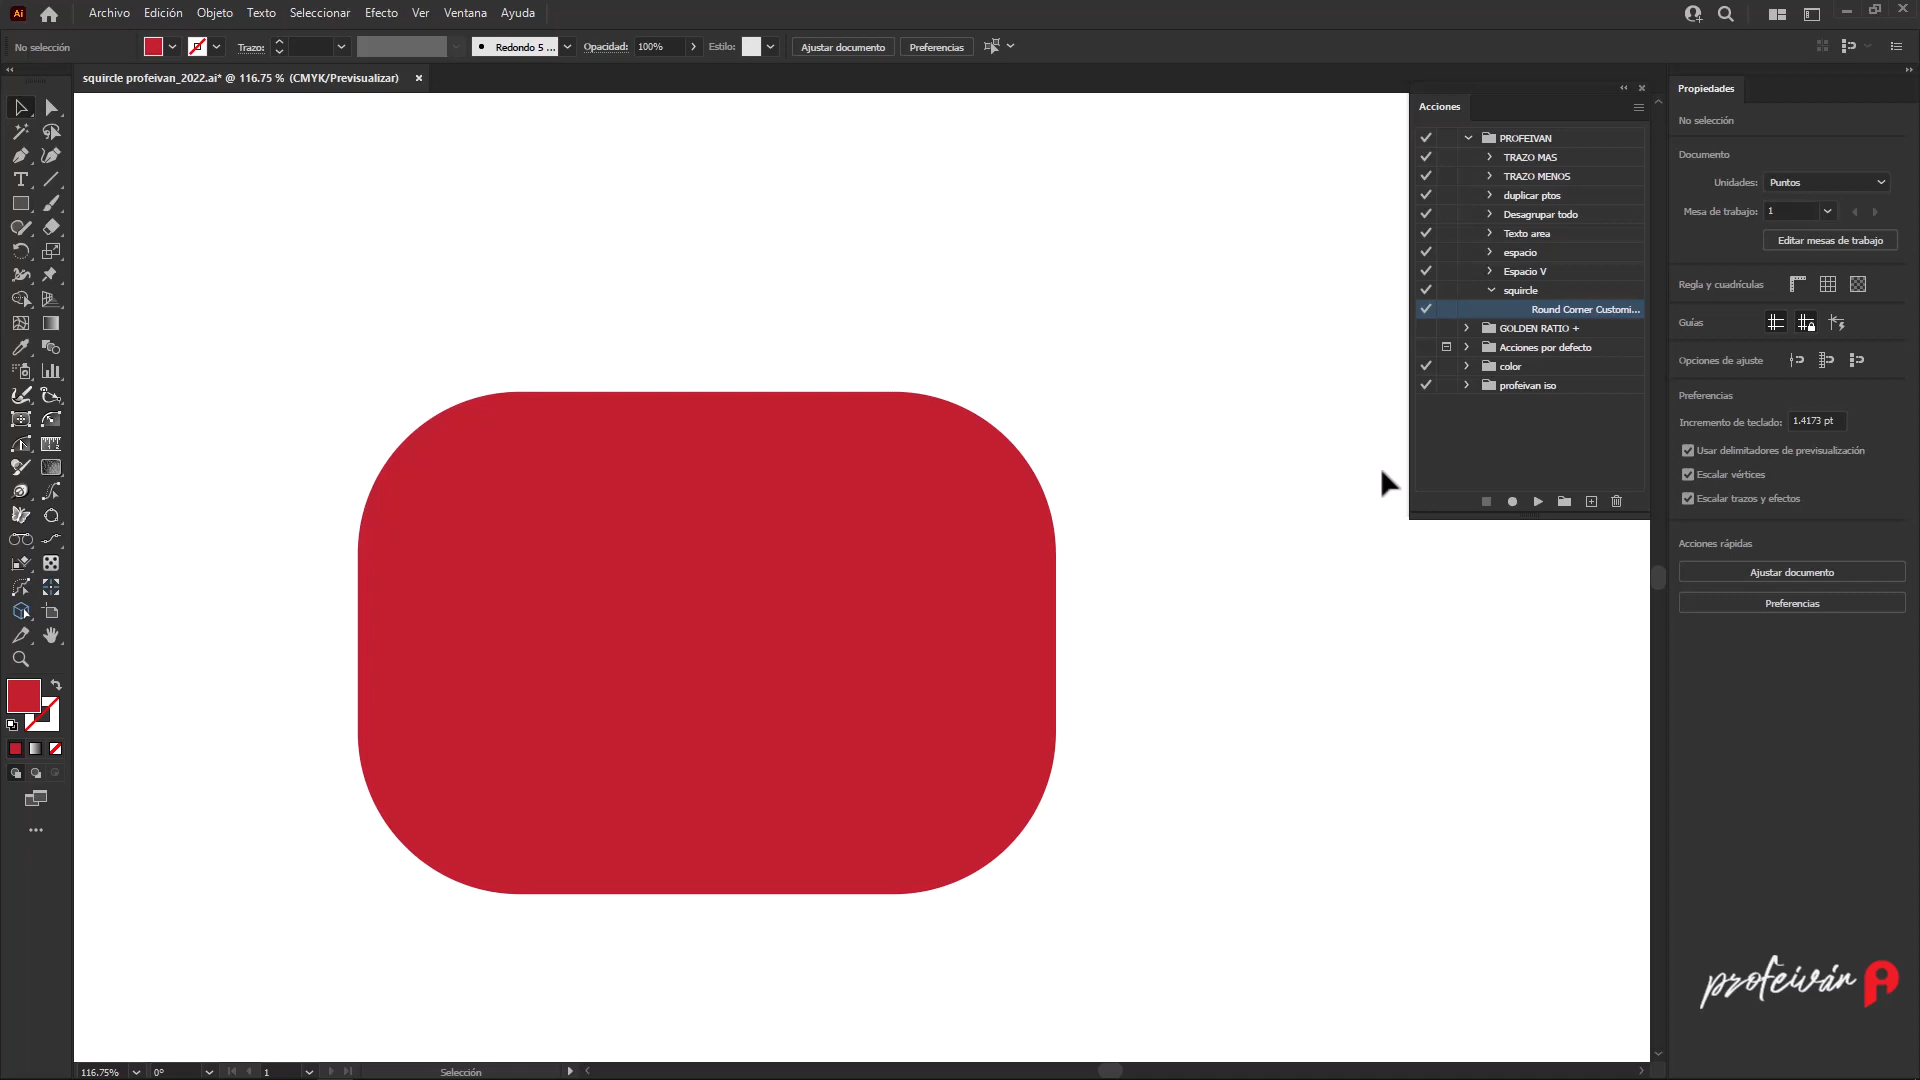 Ai Archivo Edición Objeto Texto Seleccionar Efecto Ver Ventana Ayuda
No selección Trazo: Redondo 5 ... Opacidad: 100% Estilo: Ajustar documento Preferencias
squircle profeivan_2022.ai* @ 116.75 % (CMYK/Previsualizar) ×
Acciones
PROFEIVAN
TRAZO MAS
TRAZO MENOS
duplicar ptos
Desagrupar todo
Texto area
espacio
Espacio V
squircle
Round Corner Customi...
GOLDEN RATIO +
Acciones por defecto
color
profeivan iso
Propiedades
No selección
Documento
Unidades: Puntos
Mesa de trabajo: 1
Editar mesas de trabajo
Regla y cuadrículas
Guías
Opciones de ajuste
Preferencias
Incremento de teclado: 1.4173 pt
Usar delimitadores de previsualización
Escalar vértices
Escalar trazos y efectos
Acciones rápidas
Ajustar documento
Preferencias
profeiván
116.75% 0° 1 Selección